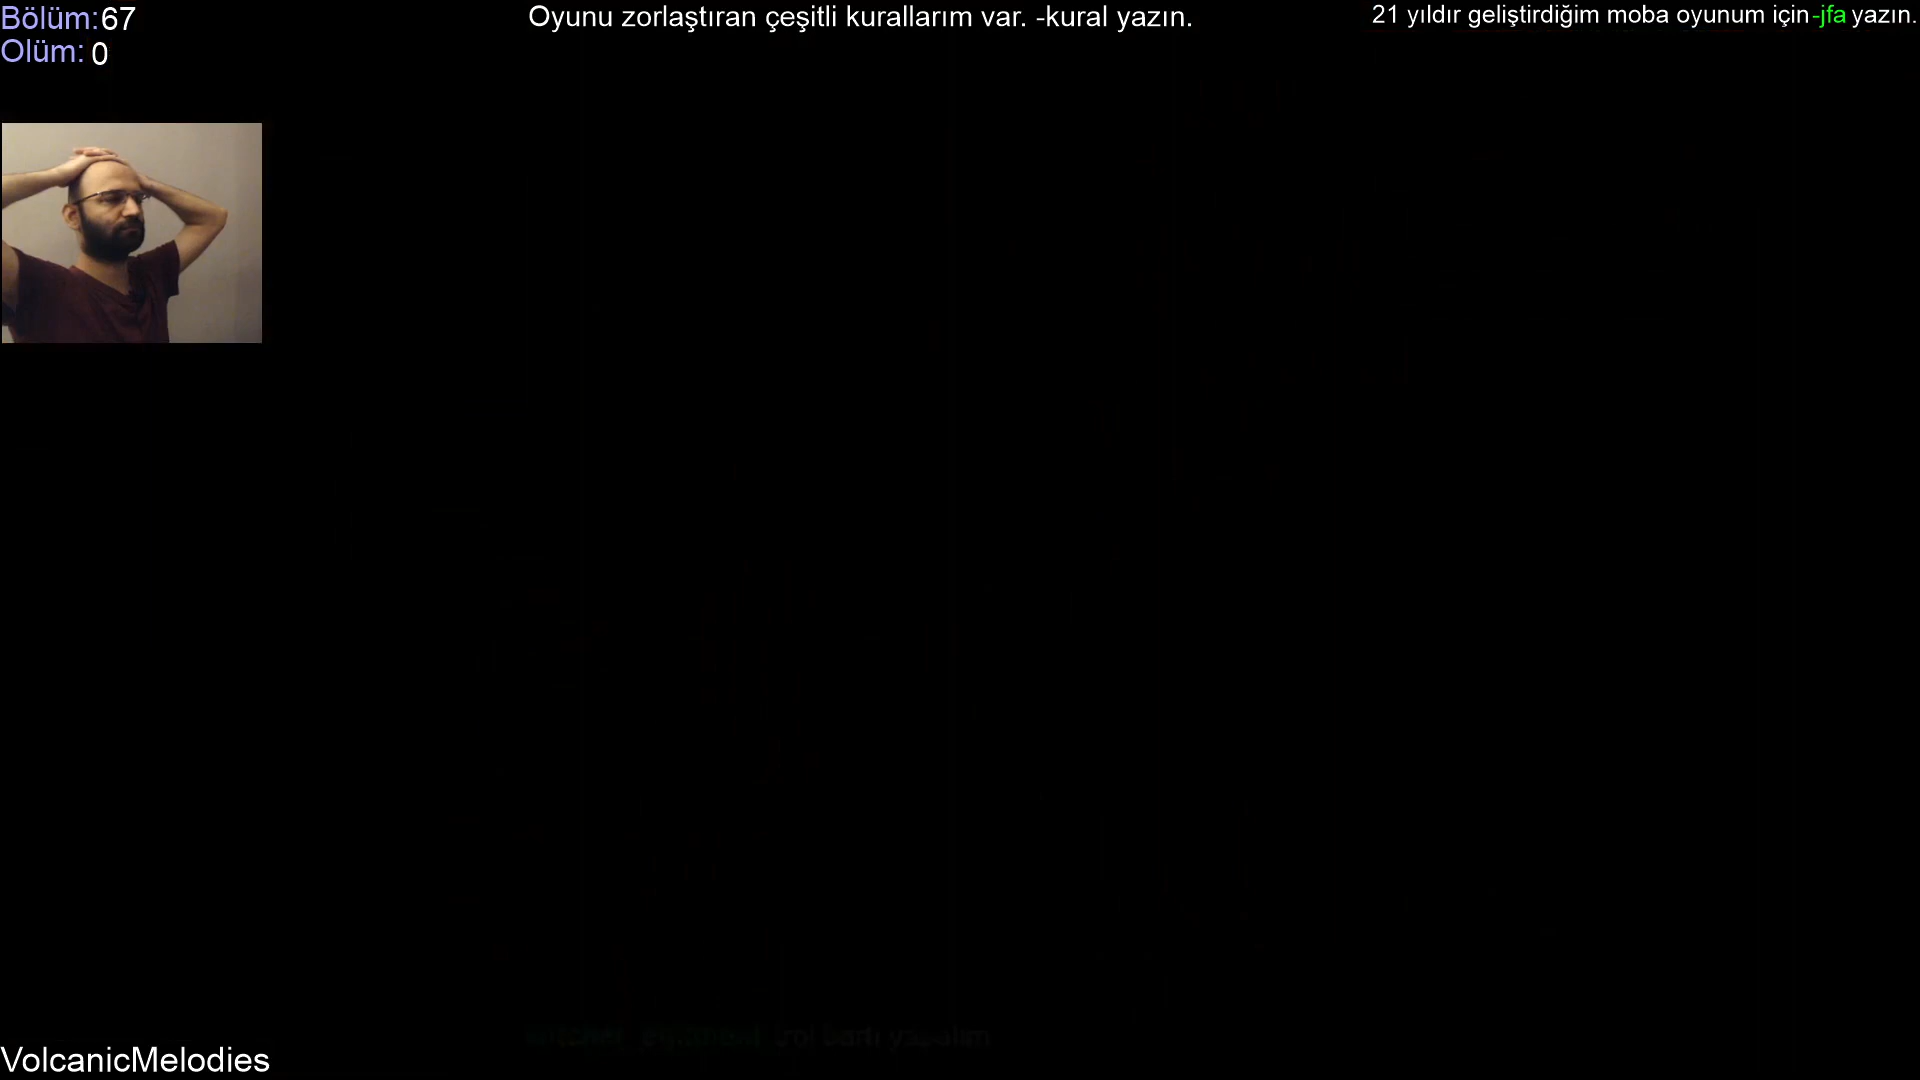 Bölüm:67
Olüm: 0
Oyunu zorlaştıran çeşitli kurallarım var. -kural yazın.
21 yıldır geliştirdiğim moba oyunum için -jfa yazın.
VolcanicMelodies